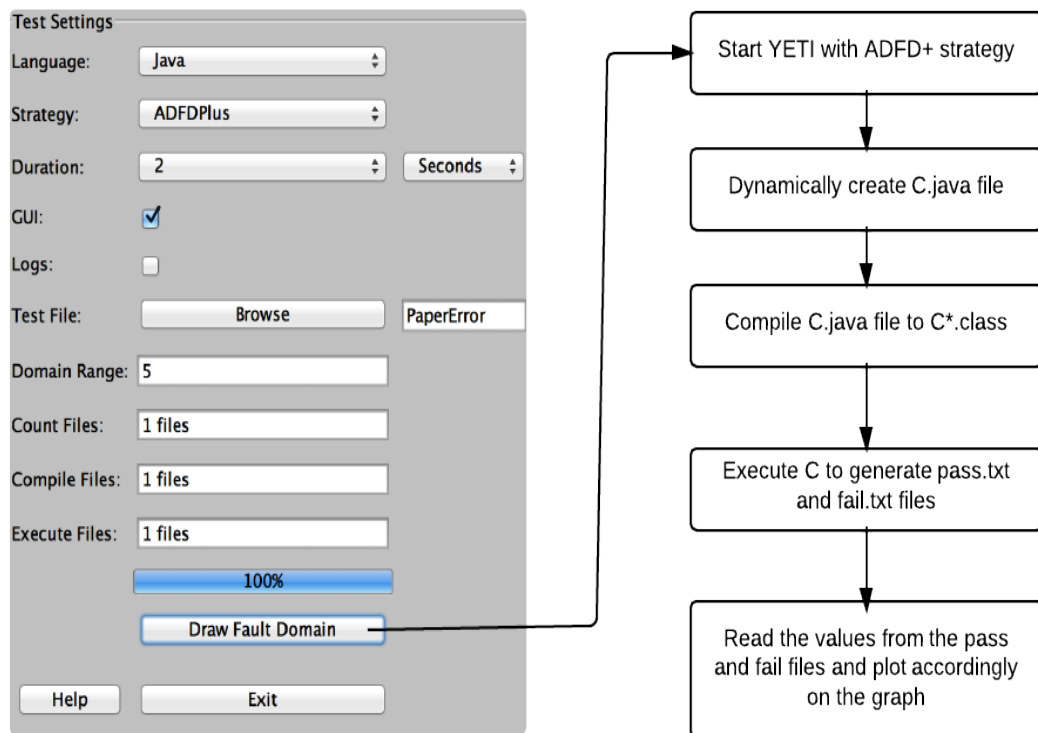 Test Settings
Language: Java
Strategy: ADFDPlus
Duration: 2 Seconds
GUI:
Logs:
Test File: Browse PaperError
Domain Range: 5
Count Files: 1 files
Compile Files: 1 files
Execute Files: 1 files
100%
Draw Fault Domain
Help Exit
Start YETI with ADFD+ strategy
Dynamically create C.java file
Compile C.java file to C*.class
Execute C to generate pass.txt
and fail.txt files
Read the values from the pass
and fail files and plot accordingly
on the graph